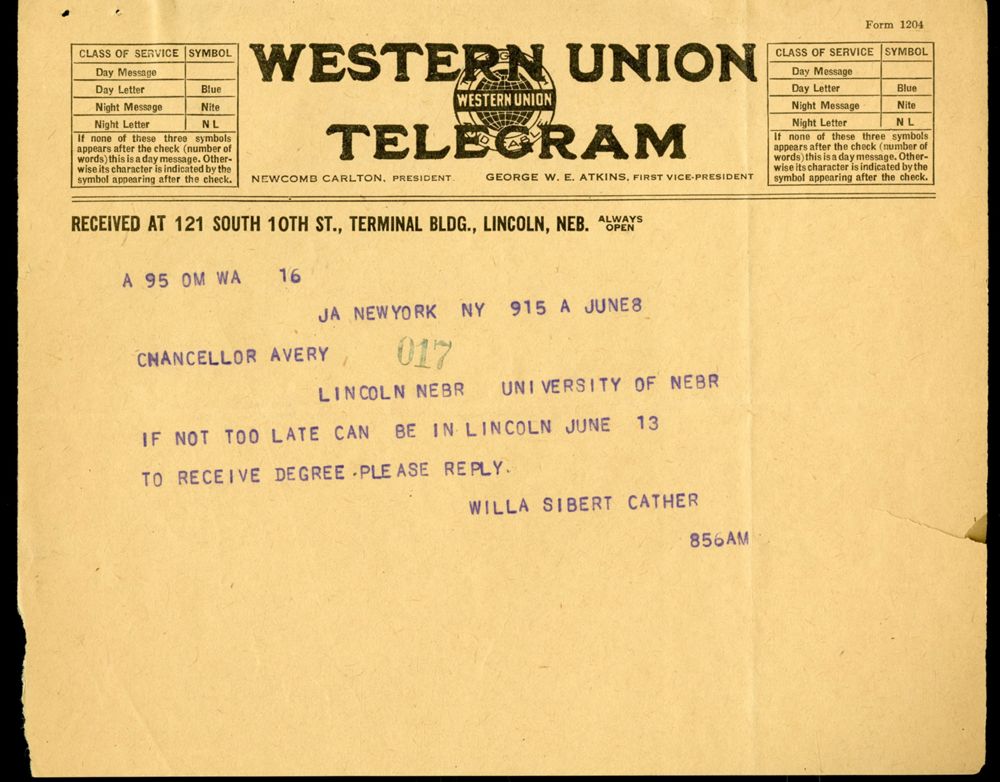 Form 1204
CLASS OF SERVICE SYMBOL
Day Message
Day Letter Blue
Night Message Nite
Night Letter N L
If none of these three symbols
appears after the check (number of
words) this is a day message. Other-
wise its character is indicated by the
symbol appearing after the check.
WESTERN UNION
WESTERN UNION
TELEGRAM
NEWCOMB CARLTON, PRESIDENT GEORGE W. E. ATKINS, FIRST VICE-PRESIDENT
CLASS OF SERVICE SYMBOL
Day Message
Day Letter Blue
Night Message Nite
Night Letter N L
If none of these three symbols
appears after the check (number of
words) this is a day message. Other-
wise its character is indicated by the
symbol appearing after the check.
RECEIVED AT 121 SOUTH 10TH ST., TERMINAL BLDG., LINCOLN, NEB. ALWAYS OPEN
A 95 OM WA 16
JA NEWYORK NY 915 A JUNE8
CHANCELLOR AVERY 017
LINCOLN NEBR UNIVERSITY OF NEBR
IF NOT TOO LATE CAN BE IN LINCOLN JUNE 13
TO RECEIVE DEGREE .PLEASE REPLY.
WILLA SIBERT CATHER
856AM